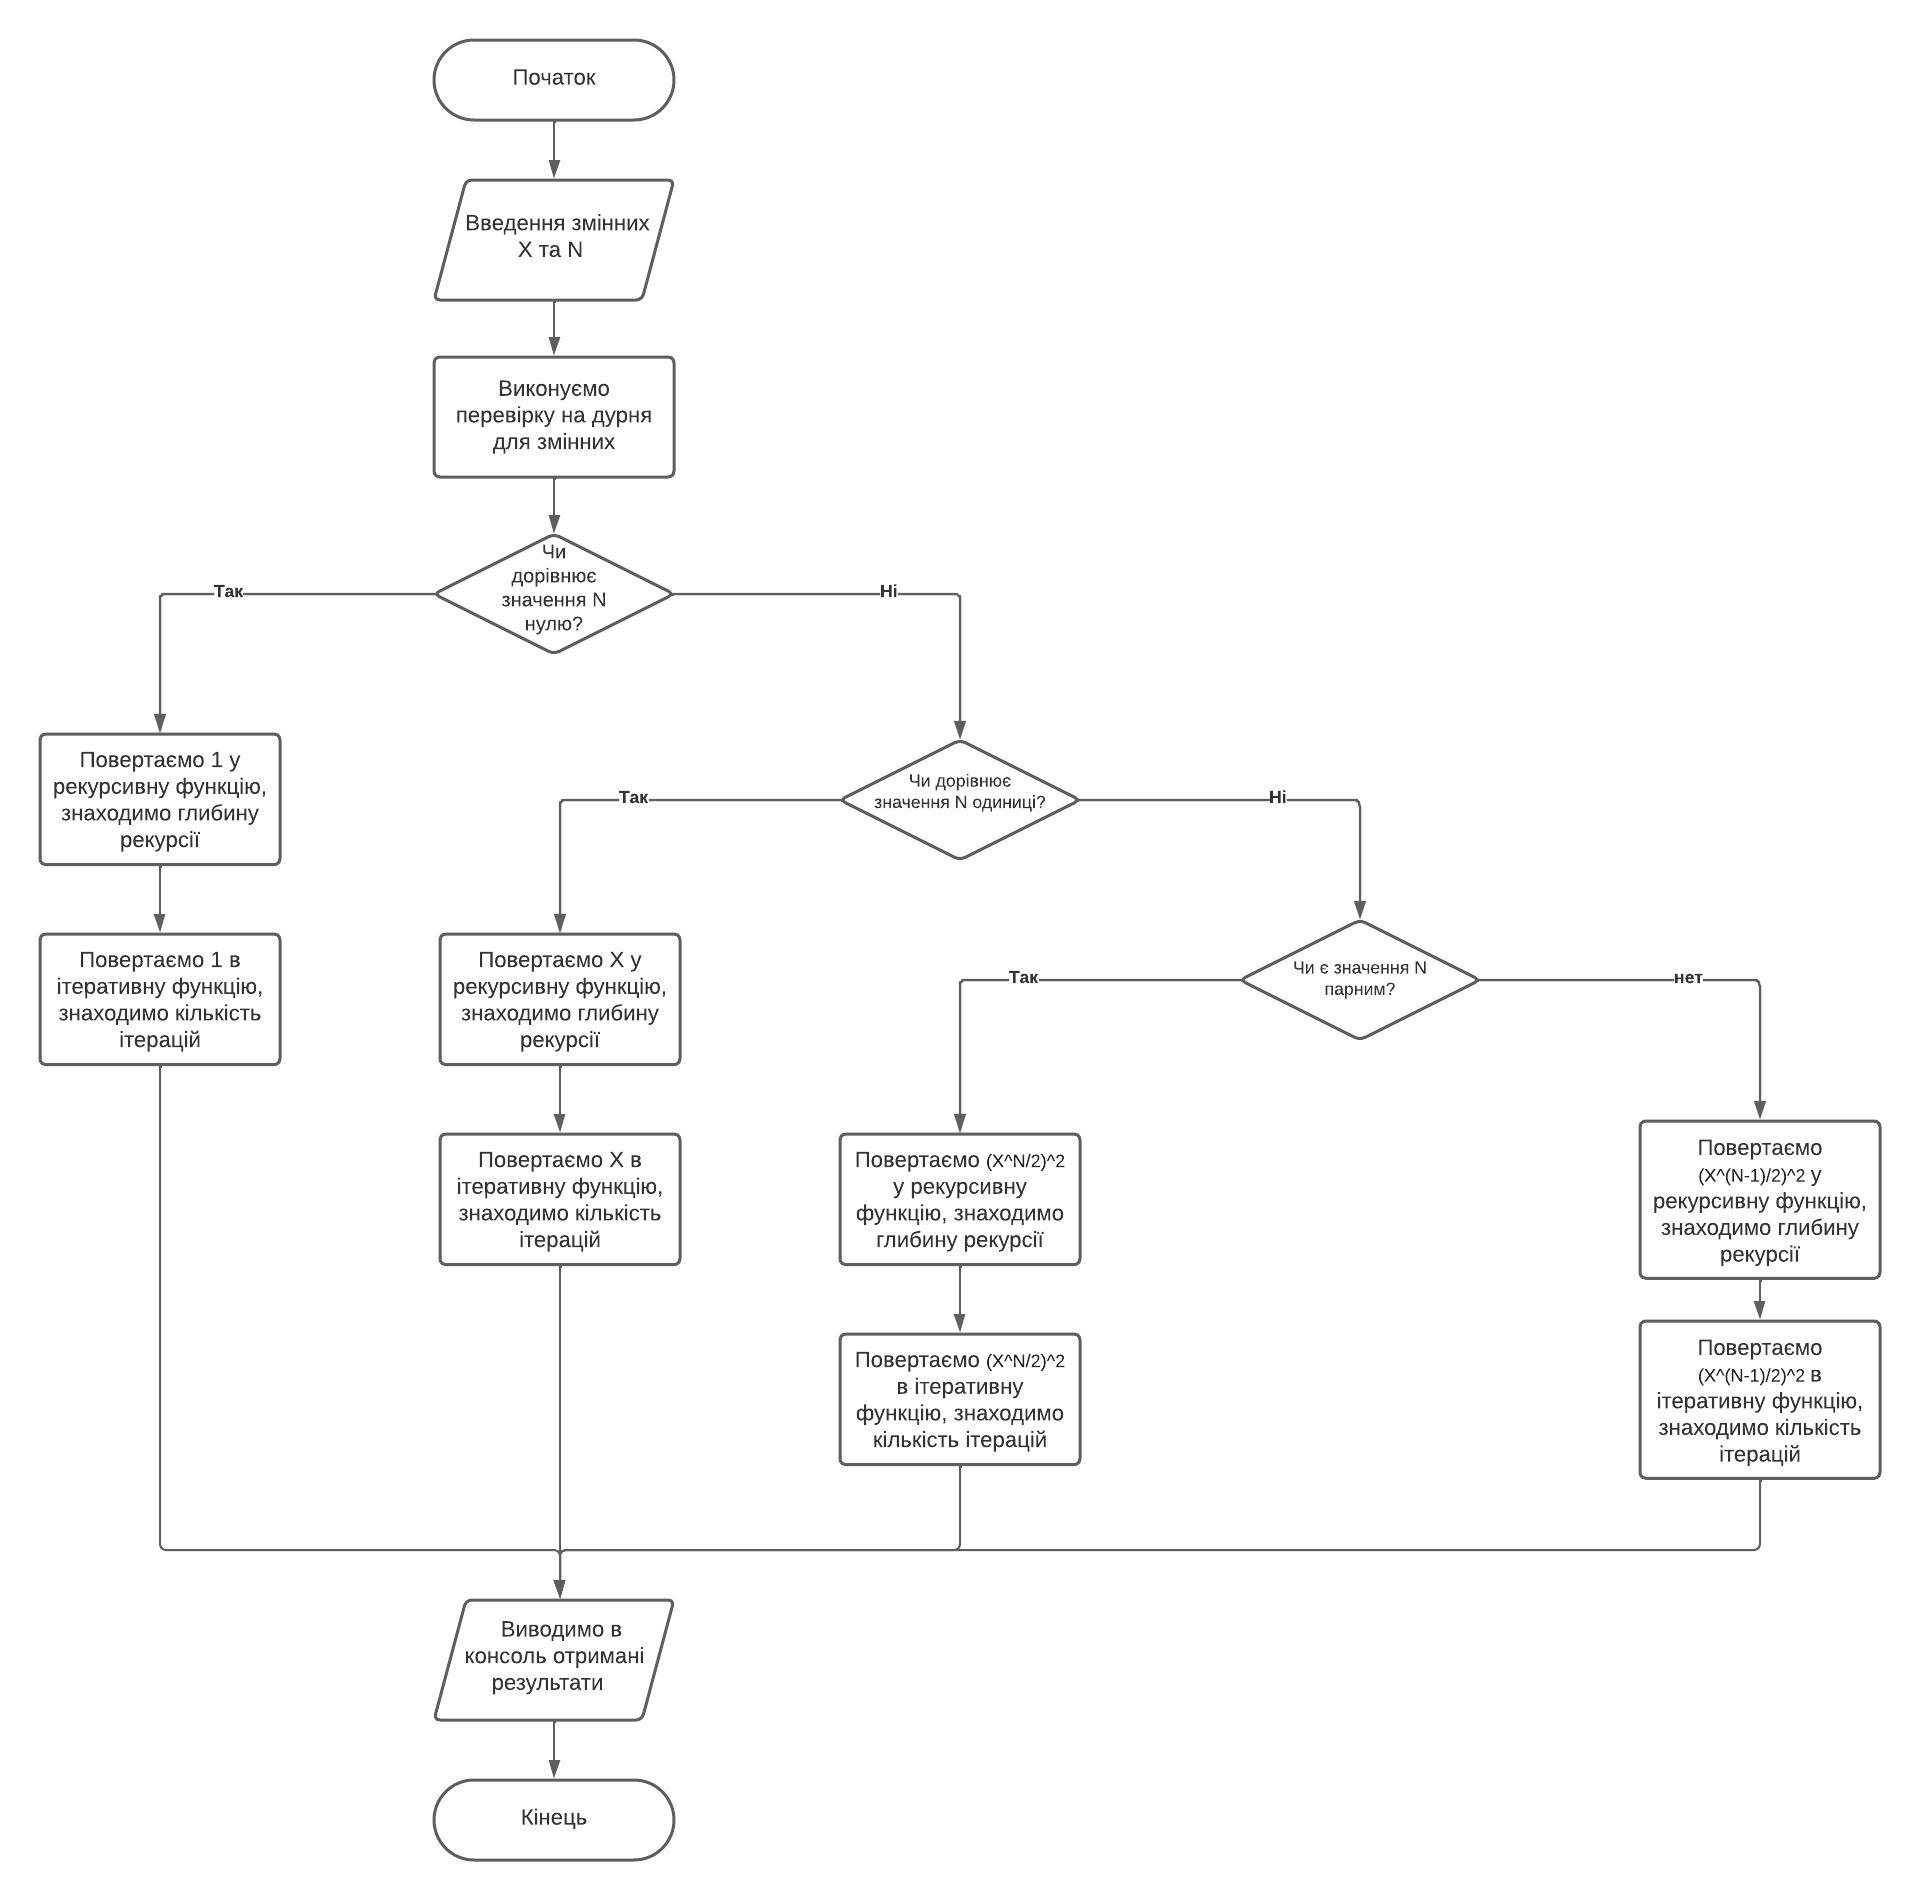 Початок
Введення змінних
X та N
Виконуємо
перевірку на дурня
для змінних
Чи
дорівнює
значення N
нулю?
Так
Ні
Повертаємо 1 у
рекурсивну функцію,
знаходимо глибину
рекурсії
Чи дорівнює
значення N одиниці?
Так
Ні
Повертаємо 1 в
ітеративну функцію,
знаходимо кількість
ітерацій
Повертаємо X у
рекурсивну функцію,
знаходимо глибину
рекурсії
Чи є значення N
парним?
Так
нет
Повертаємо X в
ітеративну функцію,
знаходимо кількість
ітерацій
Повертаємо (X^N/2)^2
у рекурсивну
функцію, знаходимо
глибину рекурсії
Повертаємо
(X^(N-1)/2)^2 у
рекурсивну функцію,
знаходимо глибину
рекурсії
Повертаємо (X^N/2)^2
в ітеративну
функцію, знаходимо
кількість ітерацій
Повертаємо
(X^(N-1)/2)^2 в
ітеративну функцію,
знаходимо кількість
ітерацій
Виводимо в
консоль отримані
результати
Кінець